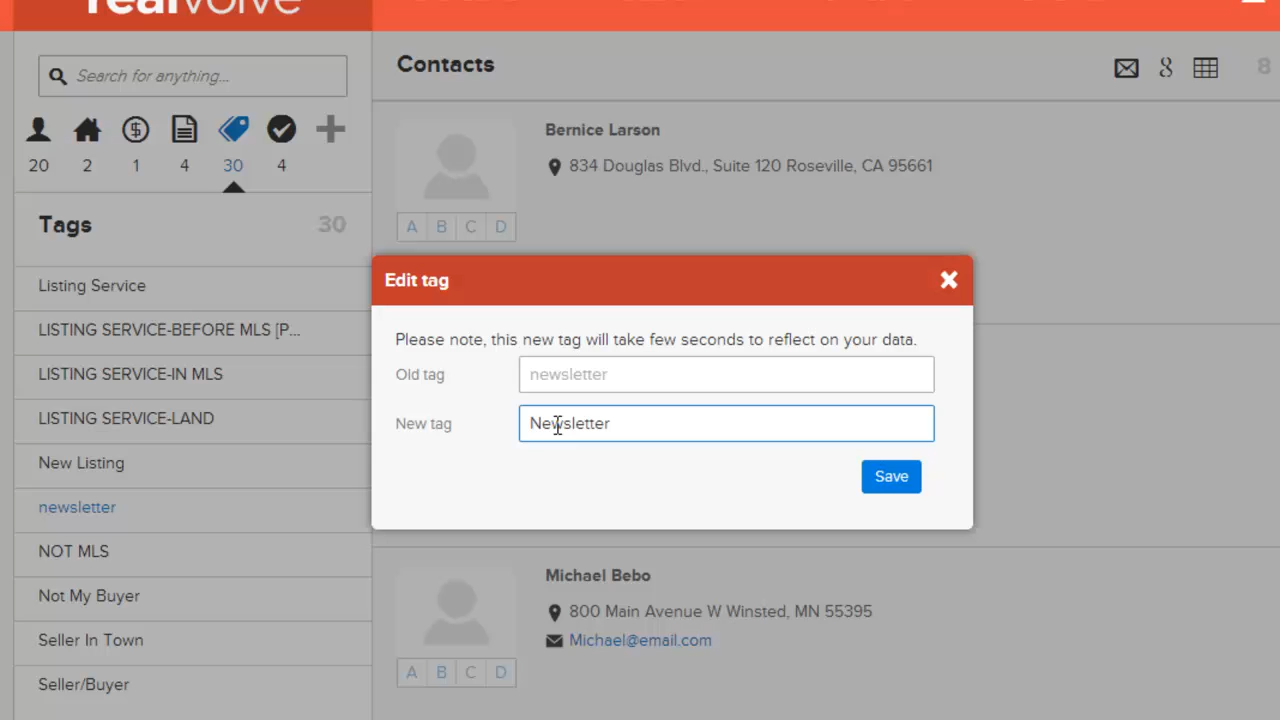 realvolve
Search for anything...
20 2 1 4 30 4
Tags 30
Listing Service
LISTING SERVICE-BEFORE MLS [P...
LISTING SERVICE-IN MLS
LISTING SERVICE-LAND
New Listing
newsletter
NOT MLS
Not My Buyer
Seller In Town
Seller/Buyer
Contacts
8 8
Bernice Larson
834 Douglas Blvd., Suite 120 Roseville, CA 95661
A B C D
Edit tag
Please note, this new tag will take few seconds to reflect on your data.
Old tag newsletter
New tag Newsletter
Save
Michael Bebo
800 Main Avenue W Winsted, MN 55395
Michael@email.com
A B C D